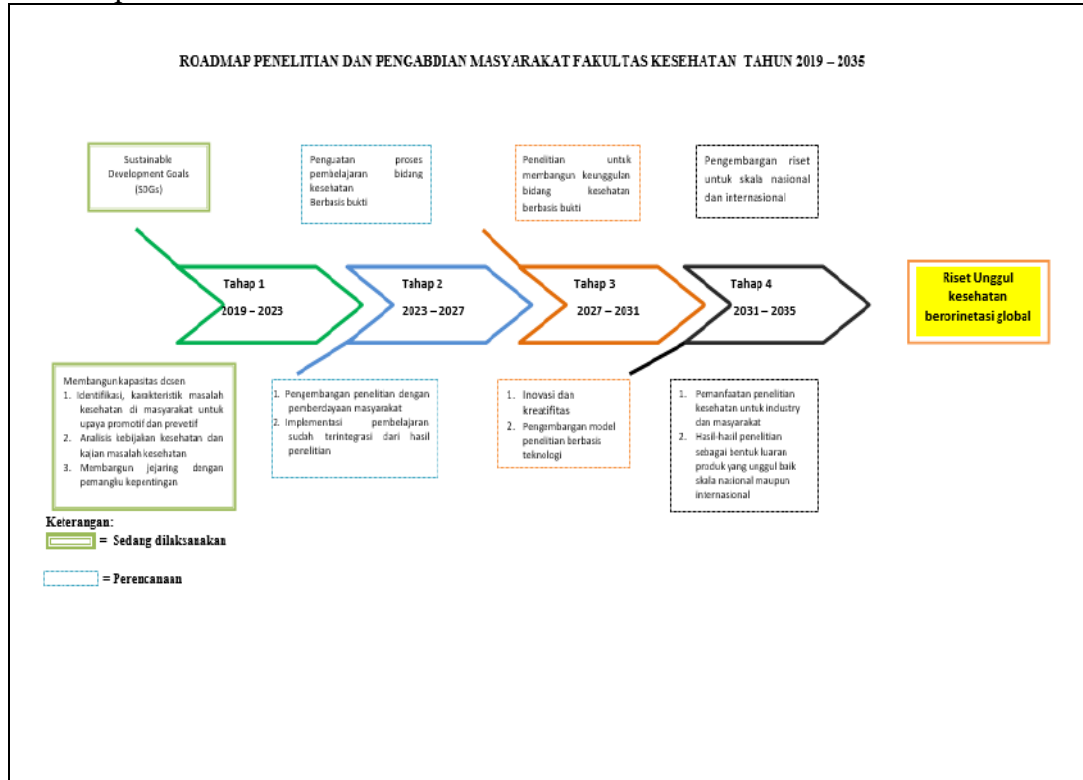 ROADMAP PENELITIAN DAN PENGABDIAN MASYARAKAT FAKULTAS KESEHATAN TAHUN 2019 – 2035
Sustainable
Development Goals
(SDGs)
Penguatan proses
pembelajaran bidang
kesehatan
Berbasis bukti
Penelitian untuk
membangun keunggulan
bidang kesehatan
berbasis bukti
Pengembangan riset
untuk skala nasional
dan internasional
Tahap 1
2019 – 2023
Tahap 2
2023 – 2027
Tahap 3
2027 – 2031
Tahap 4
2031 – 2035
Riset Unggul
kesehatan
berorinetasi global
Membangun kapasitas dosen
1. Identifikasi, karakteristik masalah
kesehatan di masyarakat untuk
upaya promotif dan prevetif
2. Analisis kebijakan kesehatan dan
kajian masalah kesehatan
3. Membangun jejaring dengan
pemangku kepentingan
1. Pengembangan penelitian dengan
pemberdayaan masyarakat
2. Implementasi pembelajaran
sudah terintegrasi dari hasil
penelitian
1. Inovasi dan
kreatifitas
2. Pengembangan model
penelitian berbasis
teknologi
1. Pemanfaatan penelitian
kesehatan untuk industry
dan masyarakat
2. Hasil-hasil penelitian
sebagai bentuk luaran
produk yang unggul baik
skala nasional maupun
internasional
Keterangan:
= Sedang dilaksanakan
= Perencanaan